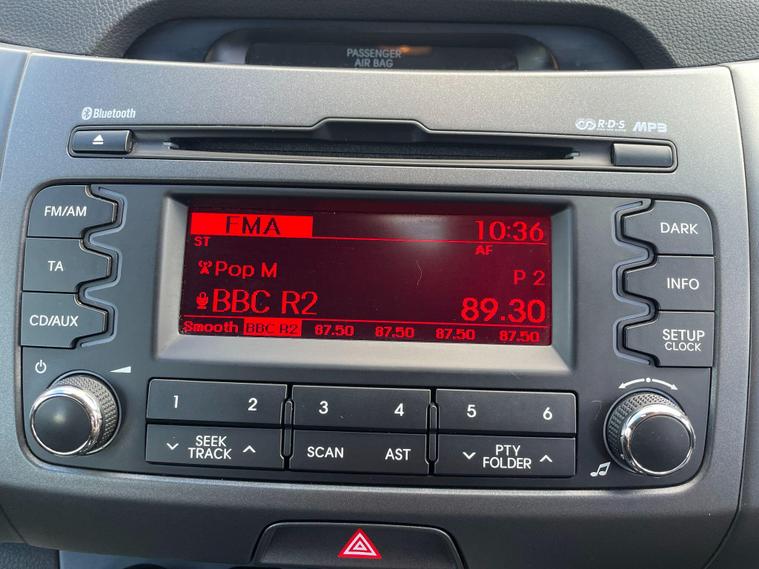 PASSENGER
AIR BAG
Bluetooth
R·D·S MP3
FM/AM
TA
CD/AUX
FMA 10:36
ST AF
Pop M P 2
BBC R2 89.30
Smooth BBC R2 87.50 87.50 87.50 87.50
DARK
INFO
SETUP
CLOCK
1 2 3 4 5 6
SEEK
TRACK
SCAN AST
PTY
FOLDER